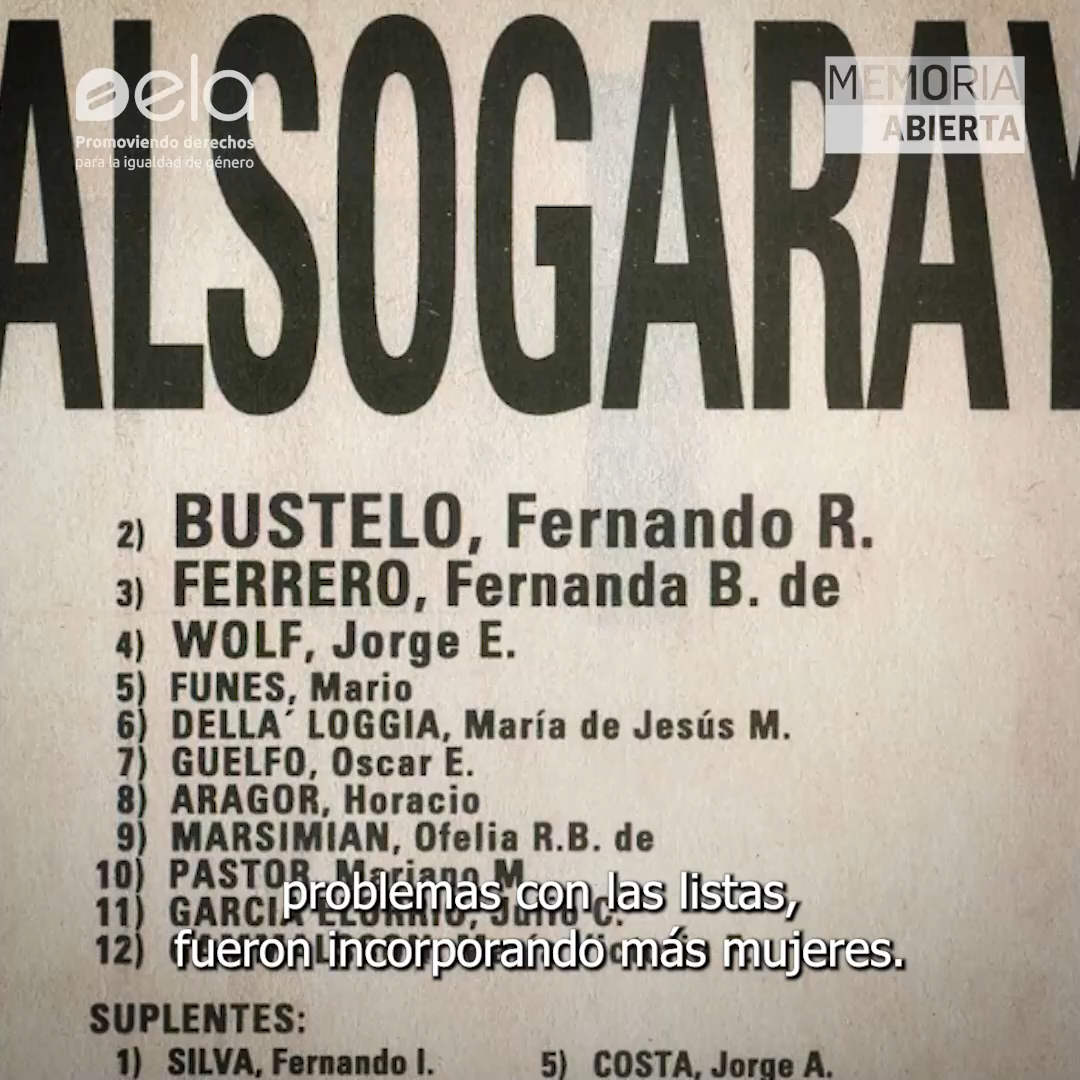 ela
Promoviendo derechos
para la igualdad de género
MEMORIA
ABIERTA
ALSOGARAY
2) BUSTELO, Fernando R.
3) FERRERO, Fernanda B. de
4) WOLF, Jorge E.
5) FUNES, Mario
6) DELLA´ LOGGIA, María de Jesús M.
7) GUELFO, Oscar E.
8) ARAGOR, Horacio
9) MARSIMIAN, Ofelia R.B. de
10) PASTOR, Mariano M.
problemas con las listas,
11) GARCIA C.
12)
fueron incorporando más mujeres.
SUPLENTES:
1) SILVA, Fernando I.
5) COSTA, Jorge A.